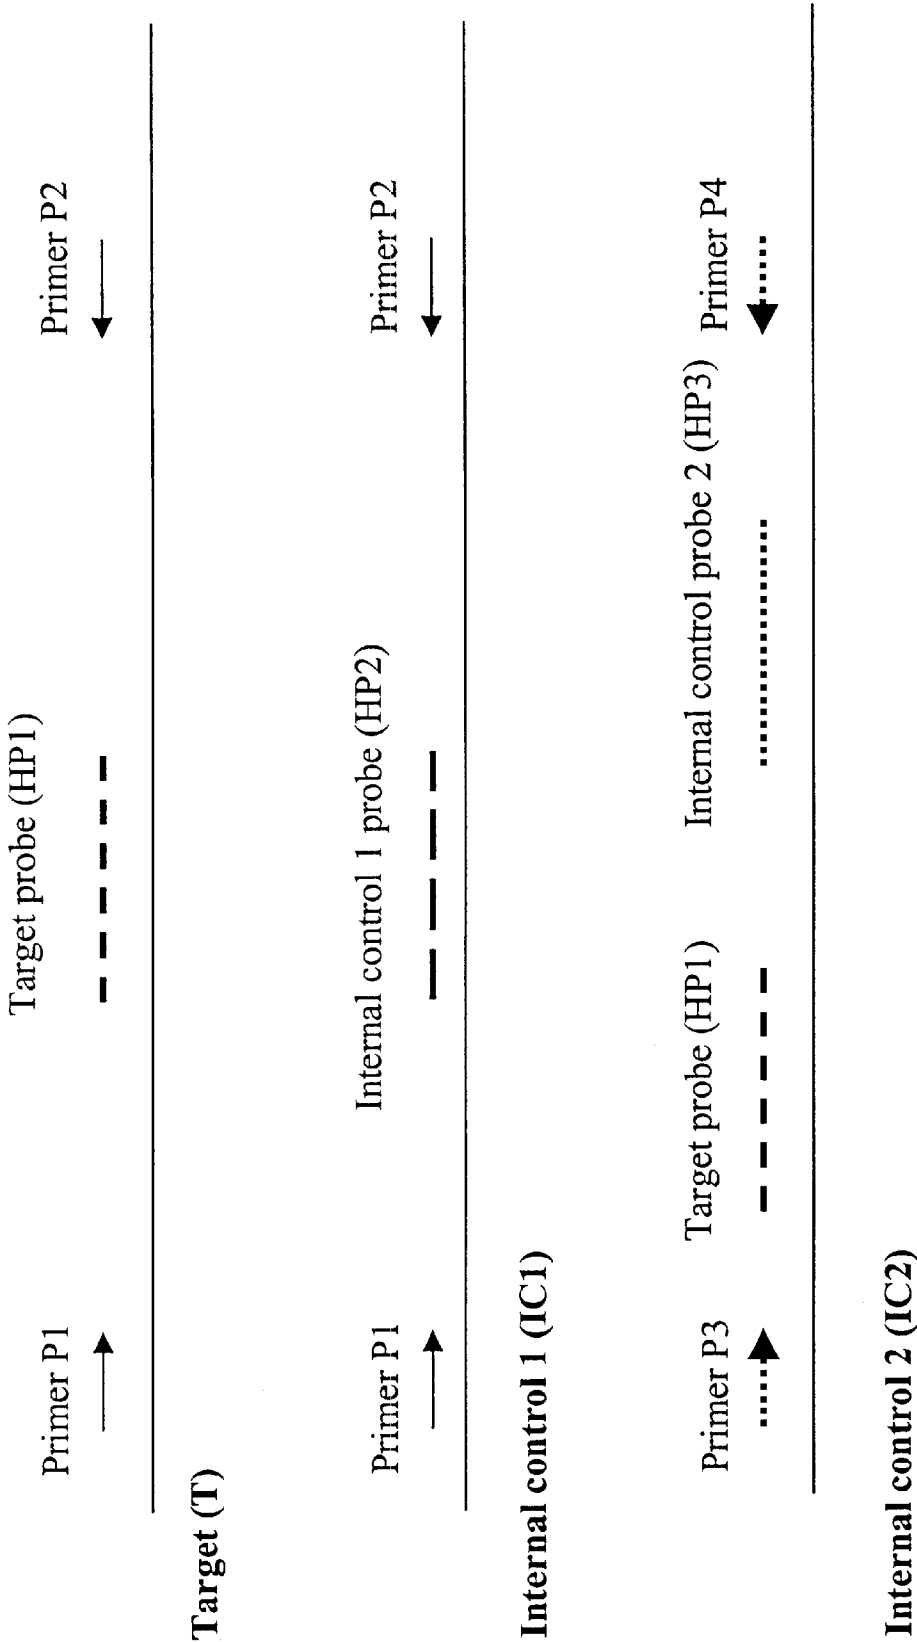 Primer P1
Target probe (HP1)
Primer P2
Target (T)
Primer P1
Internal control 1 probe (HP2)
Primer P2
Internal control 1 (IC1)
Primer P3
Target probe (HP1)
Internal control probe 2 (HP3)
Primer P4
Internal control 2 (IC2)